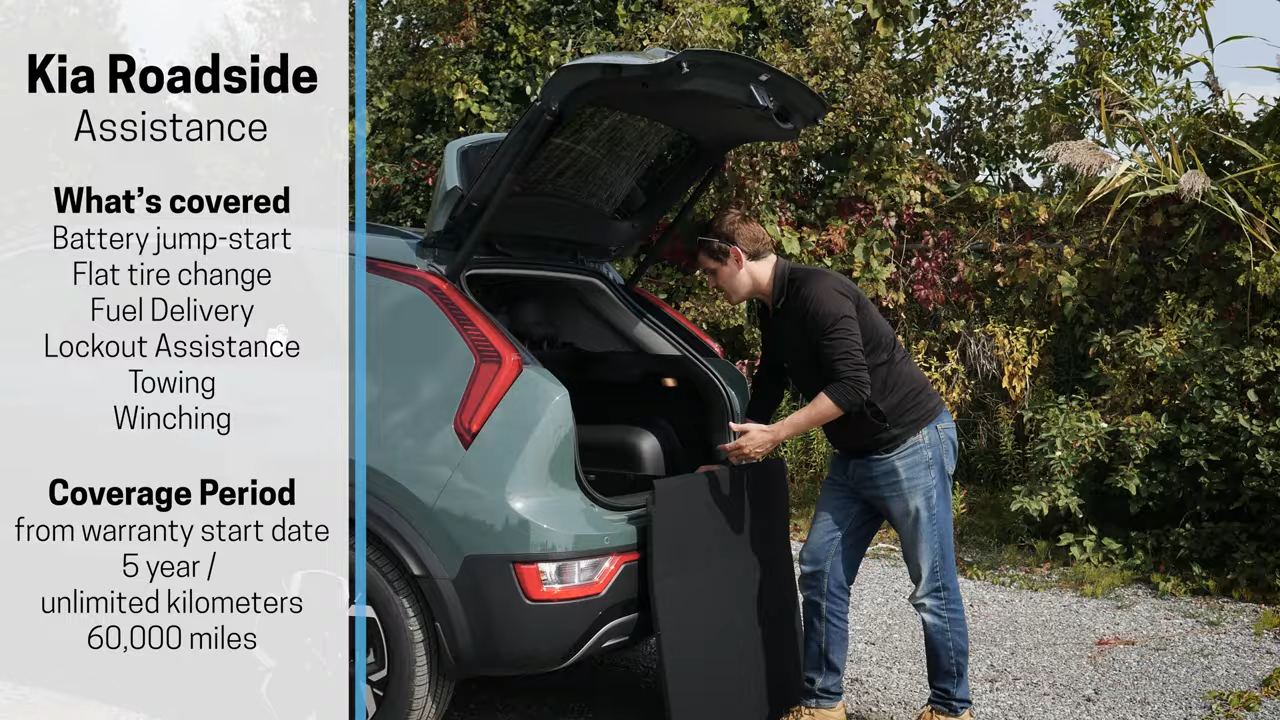 Kia Roadside
Assistance
What's covered
Battery jump-start
Flat tire change
Fuel Delivery
Lockout Assistance
Towing
Winching
Coverage Period
from warranty start date
5 year /
unlimited kilometers
60,000 miles